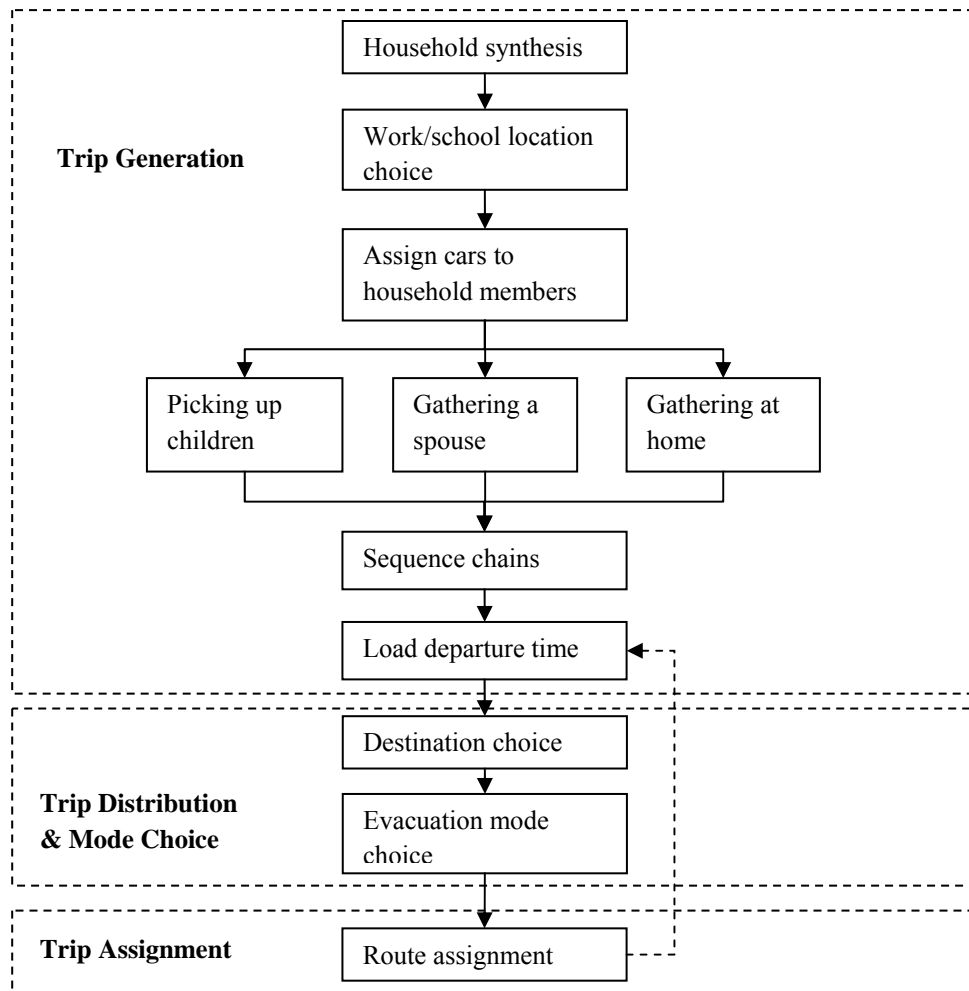 Household synthesis
Work/school location
choice
Trip Generation
Assign cars to
household members
Picking up
children
Gathering a
spouse
Gathering at
home
Sequence chains
Load departure time
Destination choice
Trip Distribution
& Mode Choice
Evacuation mode
choice
Trip Assignment
Route assignment